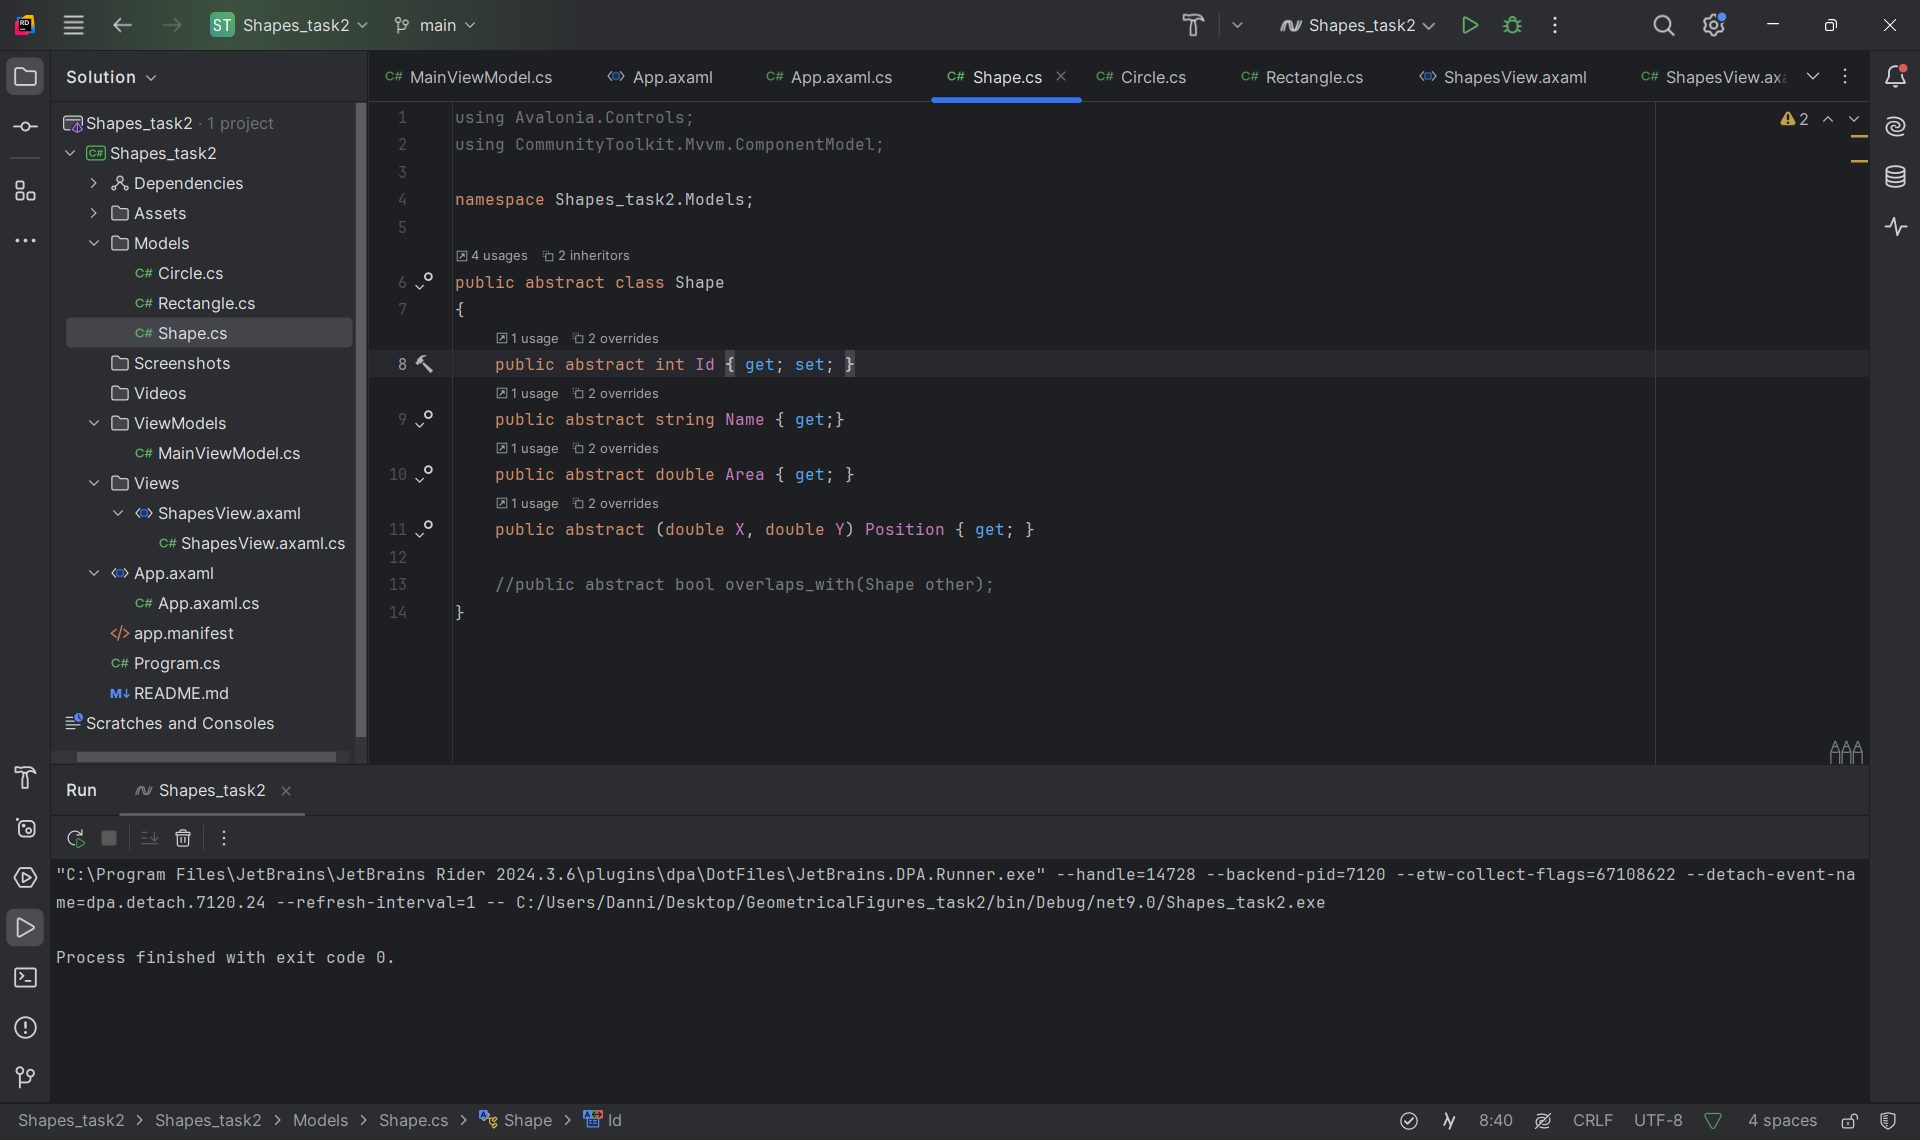 ST Shapes_task2 main Shapes_task2
Solution
MainViewModel.cs App.axaml App.axaml.cs Shape.cs Circle.cs Rectangle.cs ShapesView.axaml
Shapes_task2 · 1 project
Shapes_task2
Dependencies
Assets
Models
C# Circle.cs
C# Rectangle.cs
C# Shape.cs
Screenshots
Videos
ViewModels
C# MainViewModel.cs
Views
ShapesView.axaml
C# ShapesView.axaml.cs
App.axaml
C# App.axaml.cs
</> app.manifest
C# Program.cs
M↓ README.md
Scratches and Consoles
2
1 using Avalonia.Controls;
2 using CommunityToolkit.Mvvm.ComponentModel;
3
4 namespace Shapes_task2.Models;
5
4 usages 2 inheritors
6 public abstract class Shape
7 {
1 usage 2 overrides
8 public abstract int Id { get; set; }
1 usage 2 overrides
9 public abstract string Name { get;}
1 usage 2 overrides
10 public abstract double Area { get; }
1 usage 2 overrides
11 public abstract (double X, double Y) Position { get; }
12
13 //public abstract bool overlaps_with(Shape other);
14 }
Run Shapes_task2
"C:\Program Files\JetBrains\JetBrains Rider 2024.3.6\plugins\dpa\DotFiles\JetBrains.DPA.Runner.exe" --handle=14728 --backend-pid=7120 --etw-collect-flags=67108622 --detach-event-na
me=dpa.detach.7120.24 --refresh-interval=1 -- C:/Users/Danni/Desktop/GeometricalFigures_task2/bin/Debug/net9.0/Shapes_task2.exe
Process finished with exit code 0.
Shapes_task2 > Shapes_task2 > Models > Shape.cs > Shape > Id 8:40 CRLF UTF-8 4 spaces